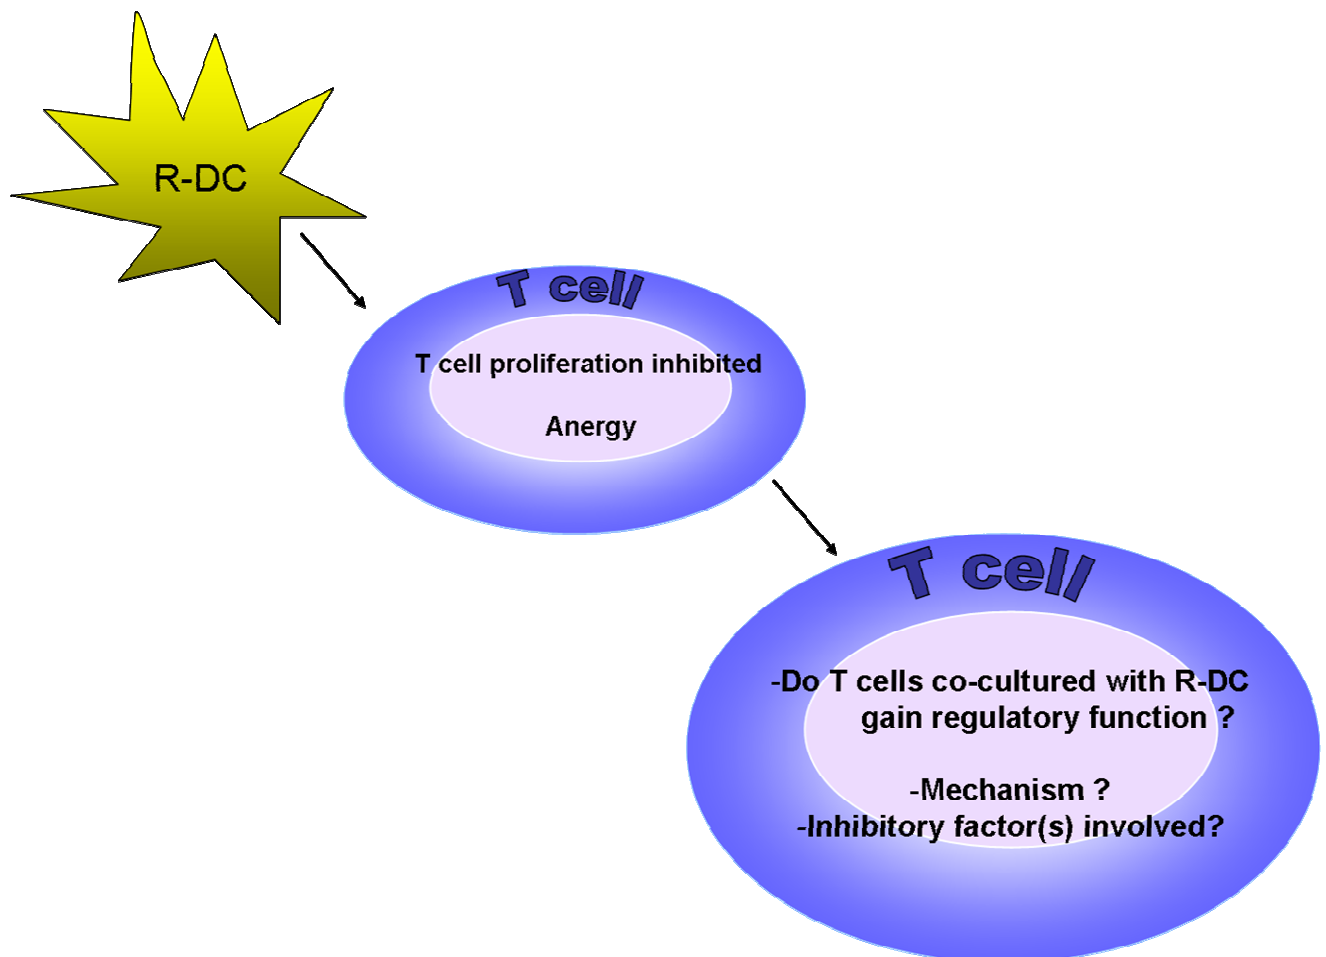 R-DC
T cell
T cell proliferation inhibited
Anergy
T cell
-Do T cells co-cultured with R-DC
gain regulatory function ?
-Mechanism ?
-Inhibitory factor(s) involved?